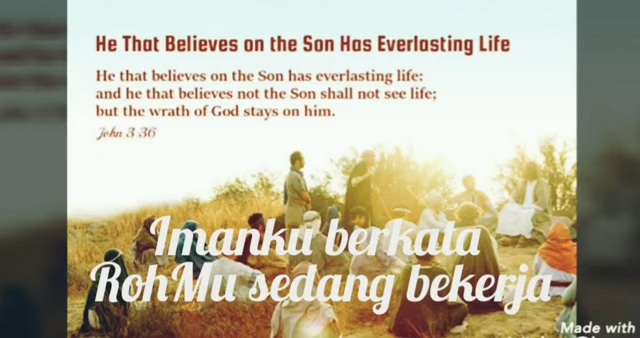 He That Believes on the Son Has Everlasting Life
He that believes on the Son has everlasting life:
and he that believes not the Son shall not see life;
but the wrath of God stays on him.
John 3.36
Imanku berkata
RohMu sedang bekerja
Made with